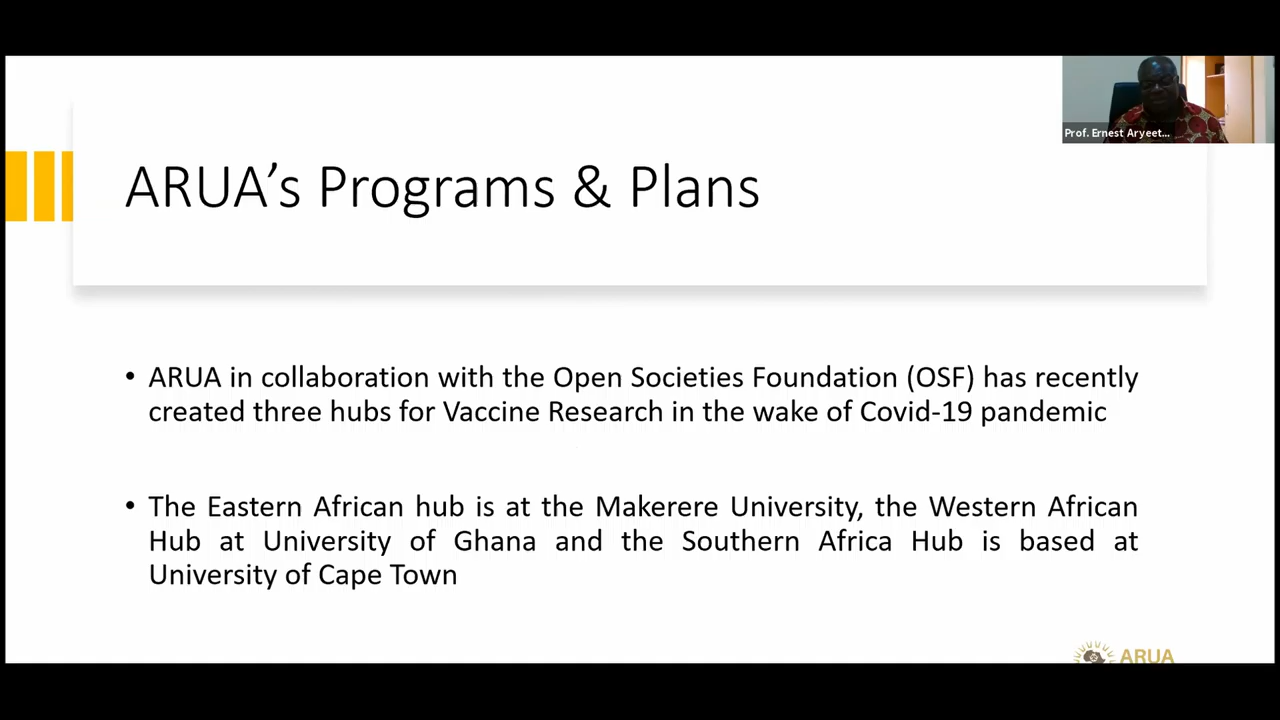 Prof. Ernest Aryeet...
ARUA’s Programs & Plans
• ARUA in collaboration with the Open Societies Foundation (OSF) has recently
created three hubs for Vaccine Research in the wake of Covid-19 pandemic
• The Eastern African hub is at the Makerere University, the Western African
Hub at University of Ghana and the Southern Africa Hub is based at
University of Cape Town
ARUA